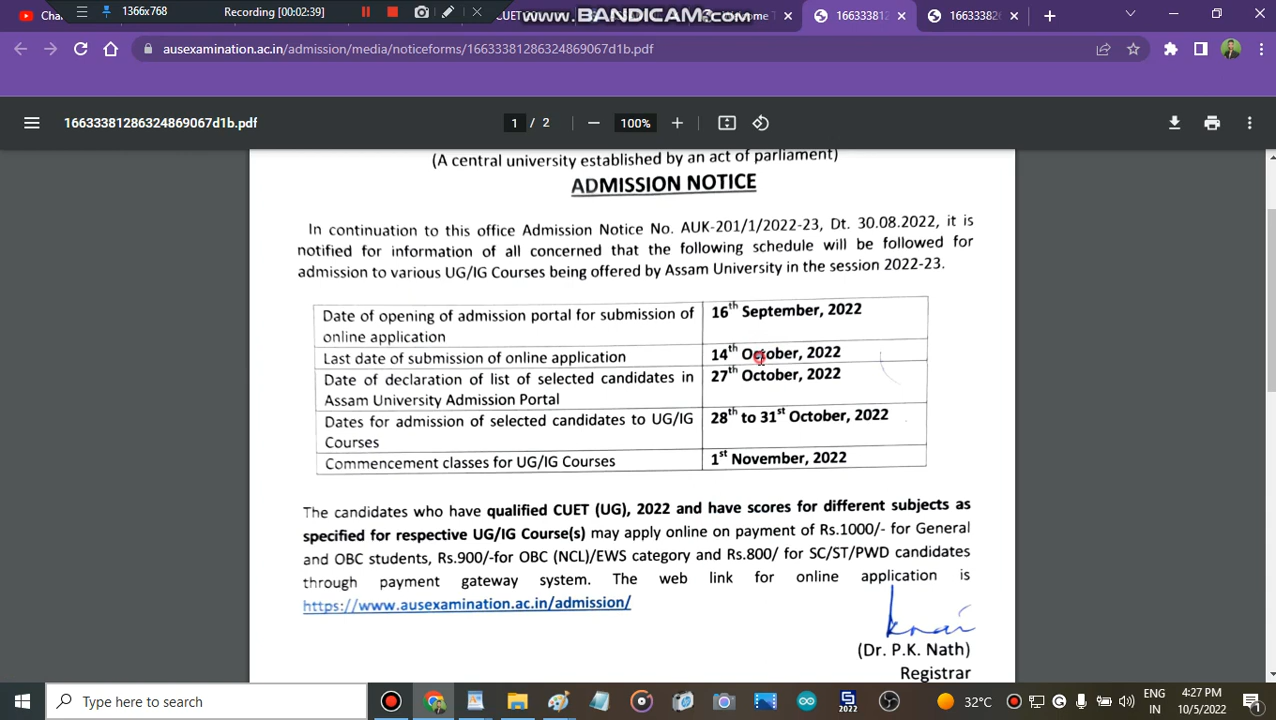 1366x768
Recording [00:02:39]
www.BANDICAM.com
Cha
CUET
ome T
16633381
16633382
ausexamination.ac.in/admission/media/noticeforms/16633381286324869067d1b.pdf
16633381286324869067d1b.pdf
1 / 2
100%
(A central university established by an act of parliament)
ADMISSION NOTICE
In continuation to this office Admission Notice No. AUK-201/1/2022-23, Dt. 30.08.2022, it is
notified for information of all concerned that the following schedule will be followed for
admission to various UG/IG Courses being offered by Assam University in the session 2022-23.
Date of opening of admission portal for submission of
online application
16th September, 2022
Last date of submission of online application
14th October, 2022
Date of declaration of list of selected candidates in
Assam University Admission Portal
27th October, 2022
Dates for admission of selected candidates to UG/IG
Courses
28th to 31st October, 2022
Commencement classes for UG/IG Courses
1st November, 2022
The candidates who have qualified CUET (UG), 2022 and have scores for different subjects as
specified for respective UG/IG Course(s) may apply online on payment of Rs.1000/- for General
and OBC students, Rs.900/-for OBC (NCL)/EWS category and Rs.800/ for SC/ST/PWD candidates
through payment gateway system. The web link for online application is
https://www.ausexamination.ac.in/admission/
(Dr. P.K. Nath)
Registrar
Type here to search
2022
32°C
ENG
IN
4:27 PM
10/5/2022